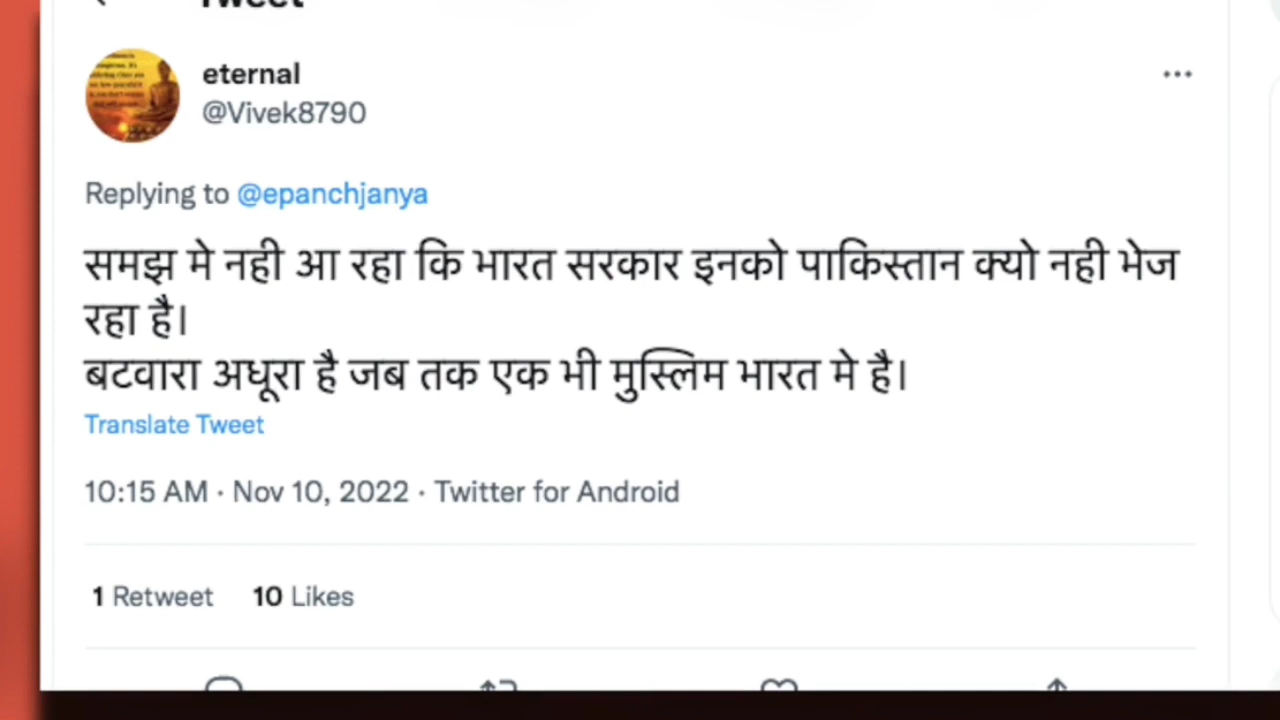 Tweet
eternal
@Vivek8790
Replying to @epanchjanya
समझ मे नही आ रहा कि भारत सरकार इनको पाकिस्तान क्यो नही भेज
रहा है।
बटवारा अधूरा है जब तक एक भी मुस्लिम भारत मे है।
Translate Tweet
10:15 AM · Nov 10, 2022 · Twitter for Android
1 Retweet 10 Likes